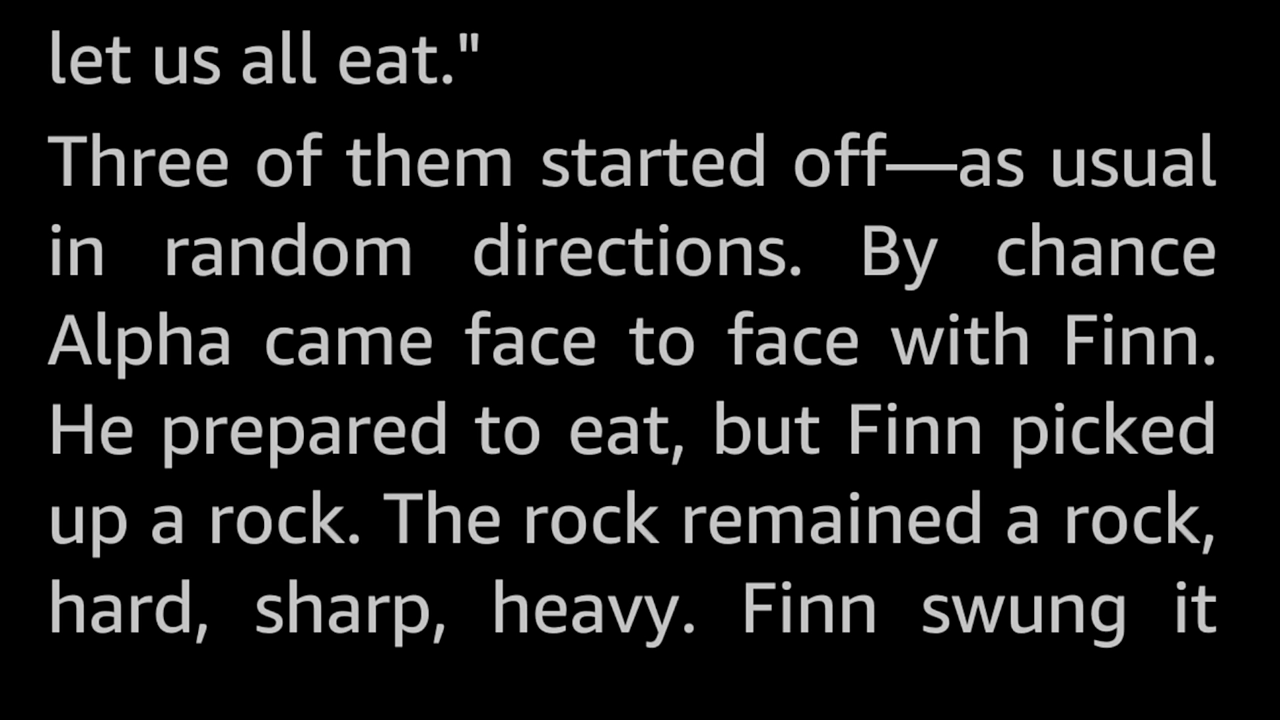 let us all eat."
Three of them started off—as usual
in random directions. By chance
Alpha came face to face with Finn.
He prepared to eat, but Finn picked
up a rock. The rock remained a rock,
hard, sharp, heavy. Finn swung it